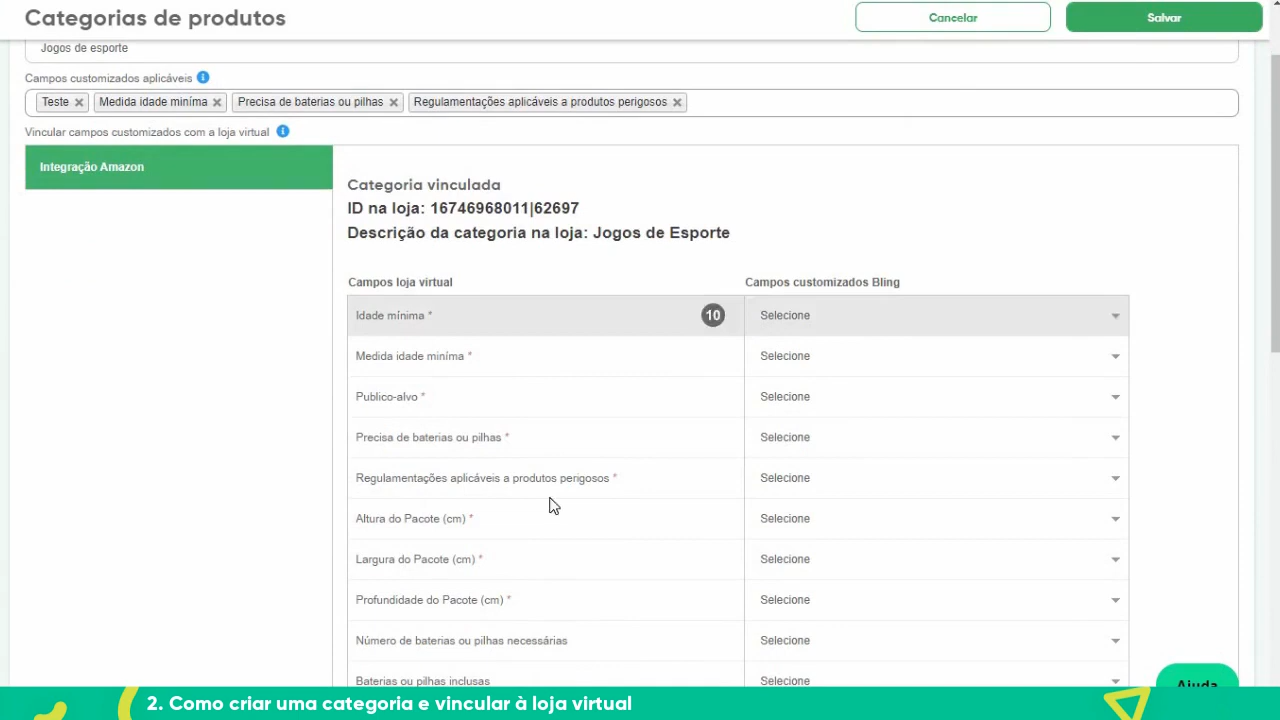 Categorias de produtos
Cancelar
Salvar
Jogos de esporte
Campos customizados aplicáveis
Teste
Medida idade miníma
Precisa de baterias ou pilhas
Regulamentações aplicáveis a produtos perigosos
Vincular campos customizados com a loja virtual
Integração Amazon
Categoria vinculada
ID na loja: 16746968011|62697
Descrição da categoria na loja: Jogos de Esporte
Campos loja virtual
Campos customizados Bling
Idade mínima *
10
Selecione
Medida idade miníma *
Selecione
Publico-alvo *
Selecione
Precisa de baterias ou pilhas *
Selecione
Regulamentações aplicáveis a produtos perigosos *
Selecione
Altura do Pacote (cm) *
Selecione
Largura do Pacote (cm) *
Selecione
Profundidade do Pacote (cm) *
Selecione
Número de baterias ou pilhas necessárias
Selecione
Baterias ou pilhas inclusas
Selecione
Ajuda
2. Como criar uma categoria e vincular à loja virtual